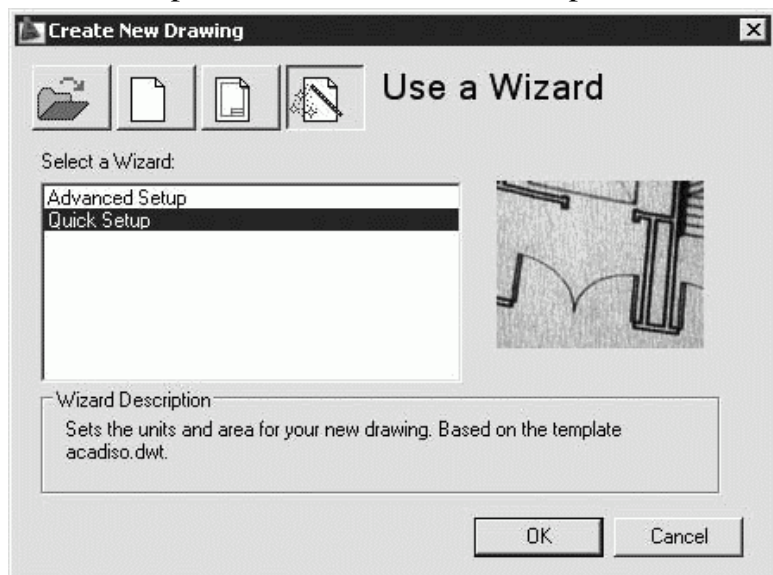 Create New Drawing
Use a Wizard
Select a Wizard:
Advanced Setup
Quick Setup
Wizard Description
Sets the units and area for your new drawing. Based on the template
acadiso.dwt.
OK Cancel